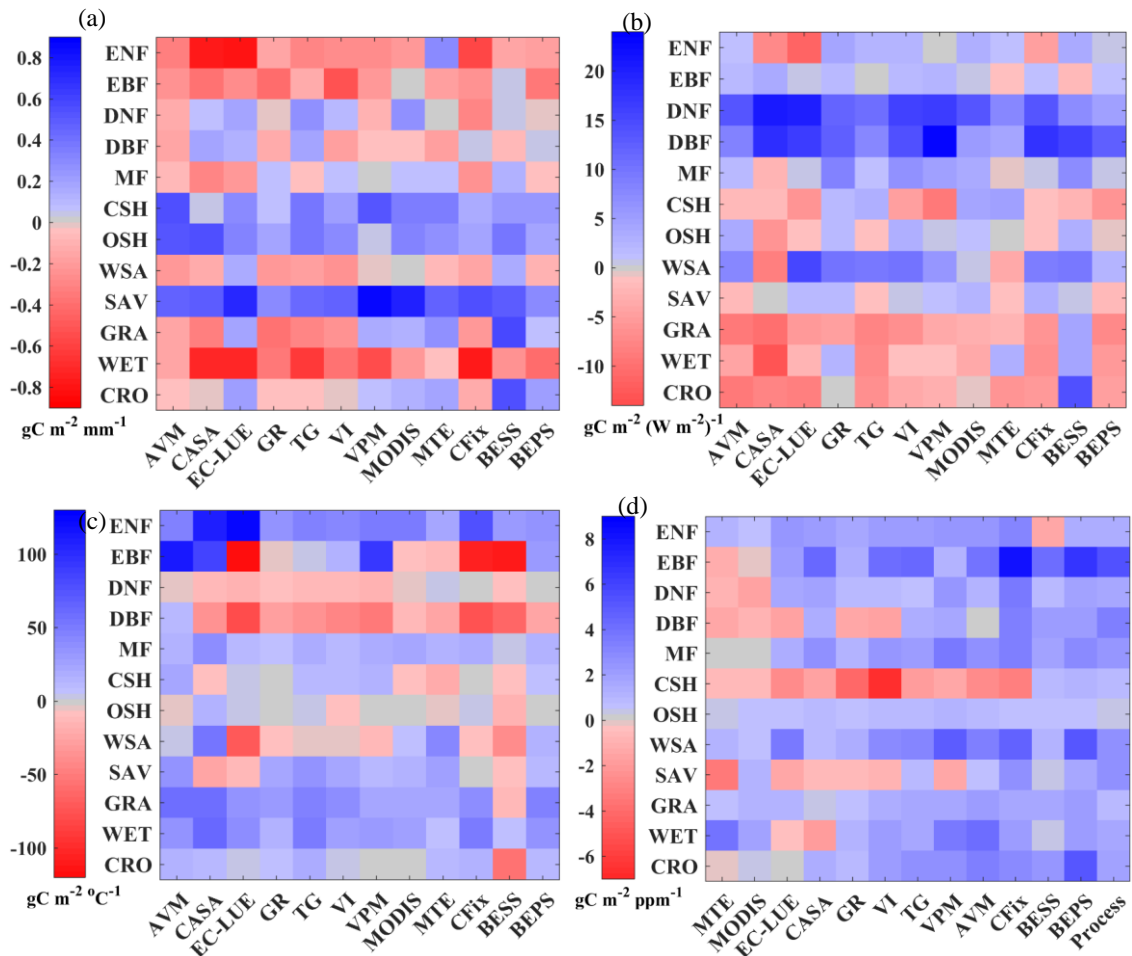 (a)
ENF
EBF
DNF
DBF
MF
CSH
OSH
WSA
SAV
GRA
WET
CRO
0.8
0.6
0.4
0.2
0
-0.2
-0.4
-0.6
-0.8
gC m⁻² mm⁻¹
AVM CASA EC-LUE GR TG VI VPM MODIS MTE CFix BESS BEPS
(b)
ENF
EBF
DNF
DBF
MF
CSH
OSH
WSA
SAV
GRA
WET
CRO
20
15
10
5
0
-5
-10
gC m⁻² (W m⁻²)⁻¹
AVM CASA EC-LUE GR TG VI VPM MODIS MTE CFix BESS BEPS
(c)
ENF
EBF
DNF
DBF
MF
CSH
OSH
WSA
SAV
GRA
WET
CRO
100
50
0
-50
-100
gC m⁻² °C⁻¹
AVM CASA EC-LUE GR TG VI VPM MODIS MTE CFix BESS BEPS
(d)
ENF
EBF
DNF
DBF
MF
CSH
OSH
WSA
SAV
GRA
WET
CRO
8
6
4
2
0
-2
-4
-6
gC m⁻² ppm⁻¹
MTE MODIS EC-LUE CASA GR VI TG VPM AVM CFix BESS BEPS Process